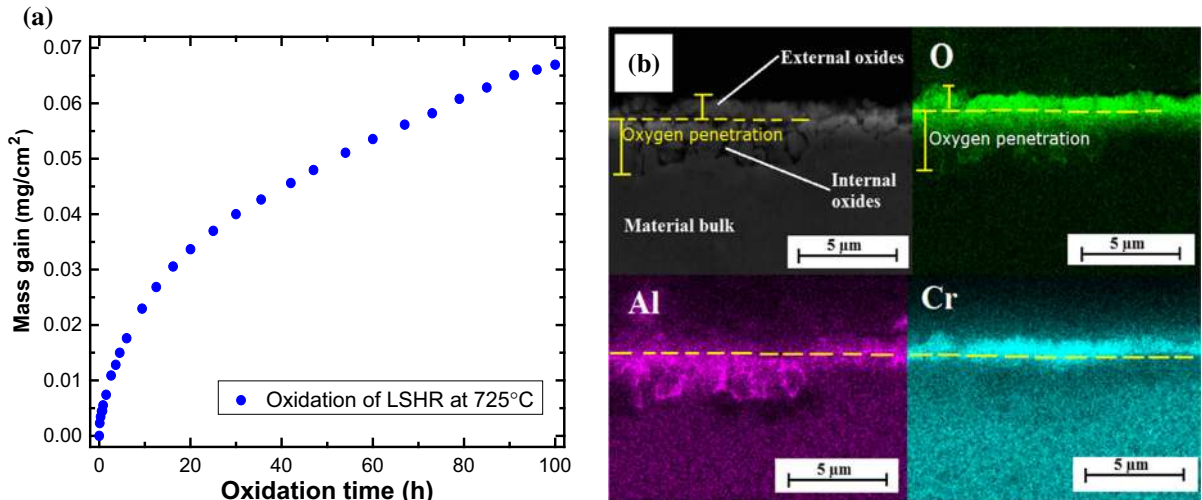 (a)
0.07
0.06
0.05
0.04
0.03
0.02
0.01
0.00
Mass gain (mg/cm²)
Oxidation of LSHR at 725°C
0 20 40 60 80 100
Oxidation time (h)
(b)
External oxides
Oxygen penetration
Internal oxides
Material bulk
5 μm
O
Oxygen penetration
5 μm
Al
5 μm
Cr
5 μm